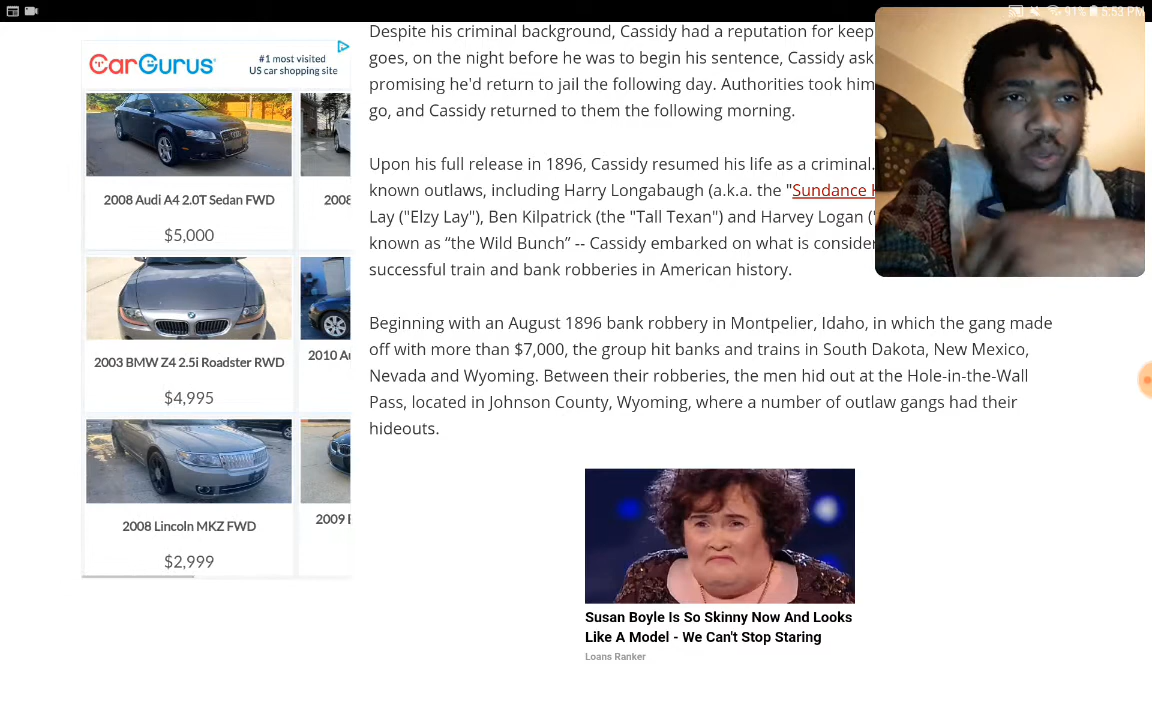 91% 5:53 PM
CarGurus
#1 most visited
US car shopping site
2008 Audi A4 2.0T Sedan FWD
$5,000
2008
2003 BMW Z4 2.5i Roadster RWD
$4,995
2010
2008 Lincoln MKZ FWD
$2,999
2009
Despite his criminal background, Cassidy had a reputation for keep
goes, on the night before he was to begin his sentence, Cassidy ask
promising he'd return to jail the following day. Authorities took him
go, and Cassidy returned to them the following morning.
Upon his full release in 1896, Cassidy resumed his life as a criminal.
known outlaws, including Harry Longabaugh (a.k.a. the "Sundance
Lay ("Elzy Lay"), Ben Kilpatrick (the "Tall Texan") and Harvey Logan ("
known as “the Wild Bunch” -- Cassidy embarked on what is consider
successful train and bank robberies in American history.
Beginning with an August 1896 bank robbery in Montpelier, Idaho, in which the gang made
off with more than $7,000, the group hit banks and trains in South Dakota, New Mexico,
Nevada and Wyoming. Between their robberies, the men hid out at the Hole-in-the-Wall
Pass, located in Johnson County, Wyoming, where a number of outlaw gangs had their
hideouts.
Susan Boyle Is So Skinny Now And Looks
Like A Model - We Can't Stop Staring
Loans Ranker